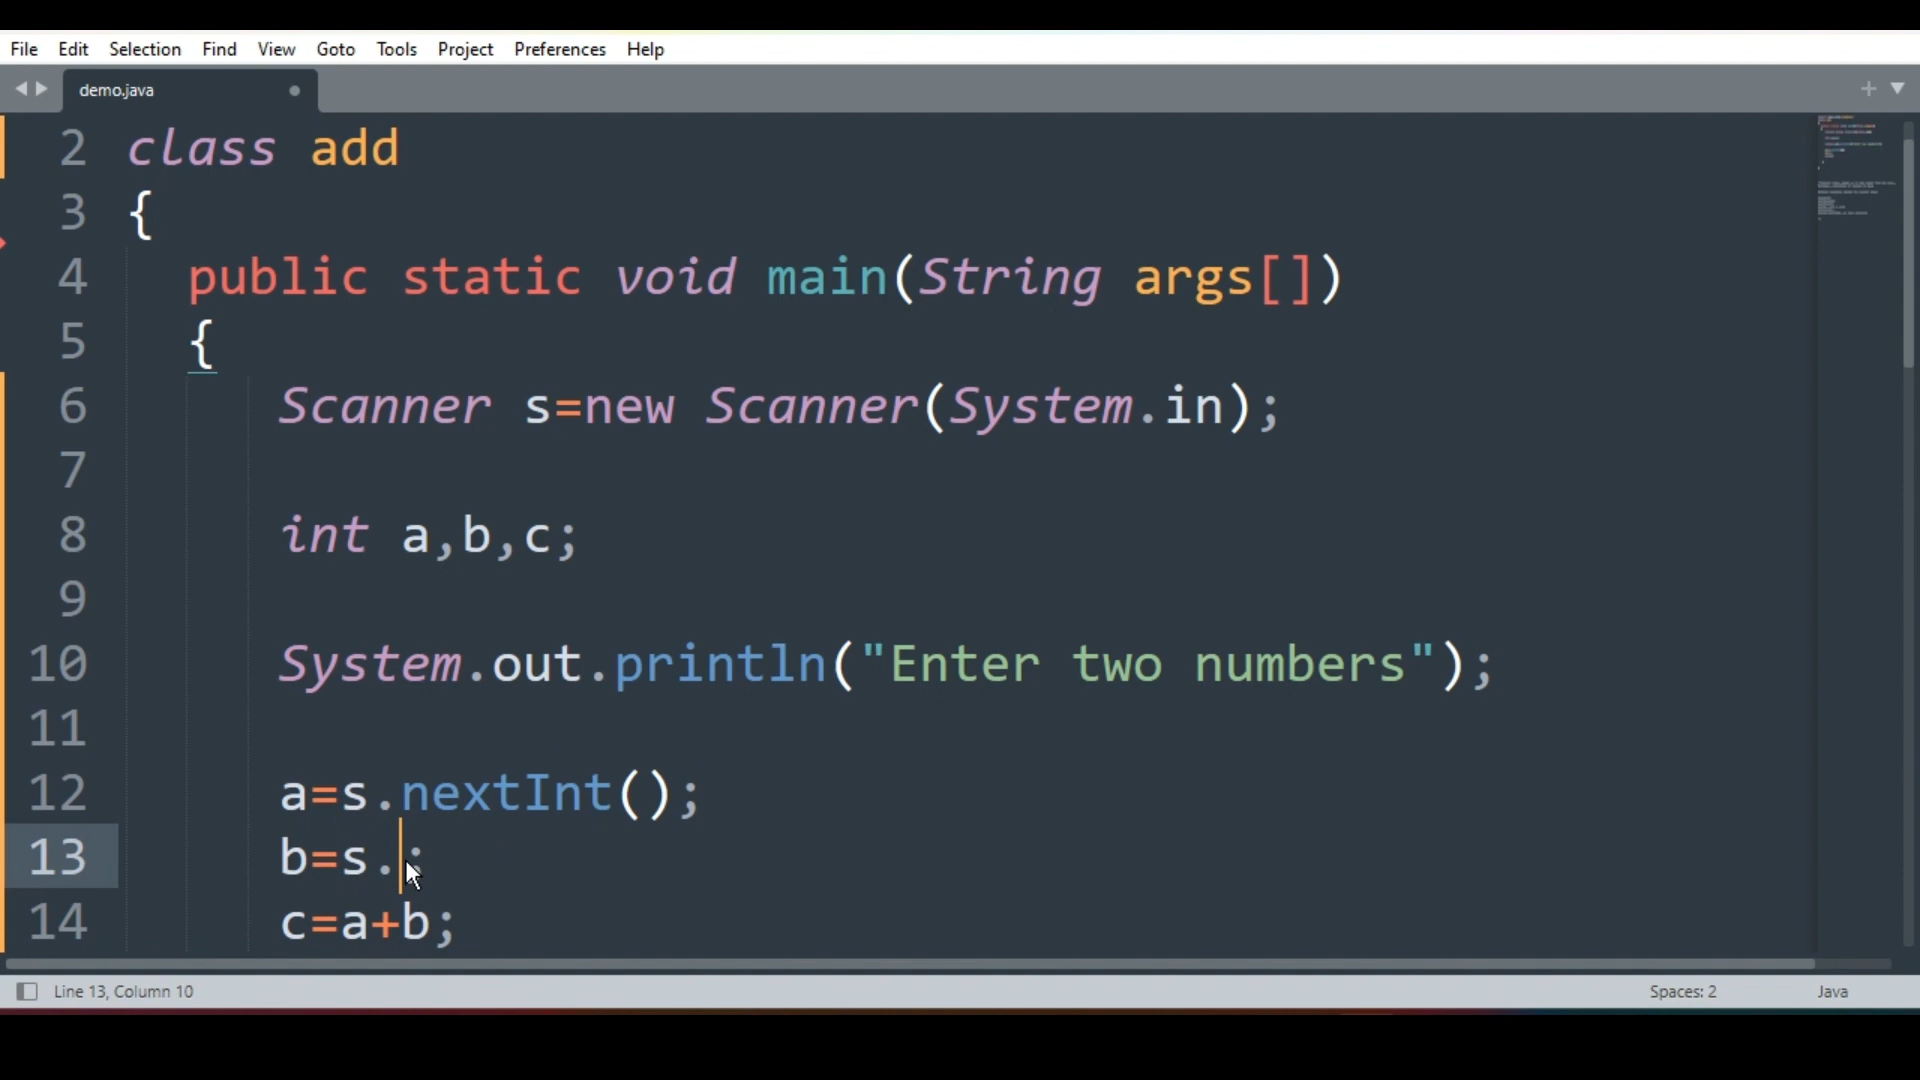 File Edit Selection Find View Goto Tools Project Preferences Help
demo.java
2 class add
3 {
4 public static void main(String args[])
5 {
6 Scanner s=new Scanner(System.in);
7
8 int a,b,c;
9
10 System.out.println("Enter two numbers");
11
12 a=s.nextInt();
13 b=s.;
14 c=a+b;
Line 13, Column 10 Spaces: 2 Java